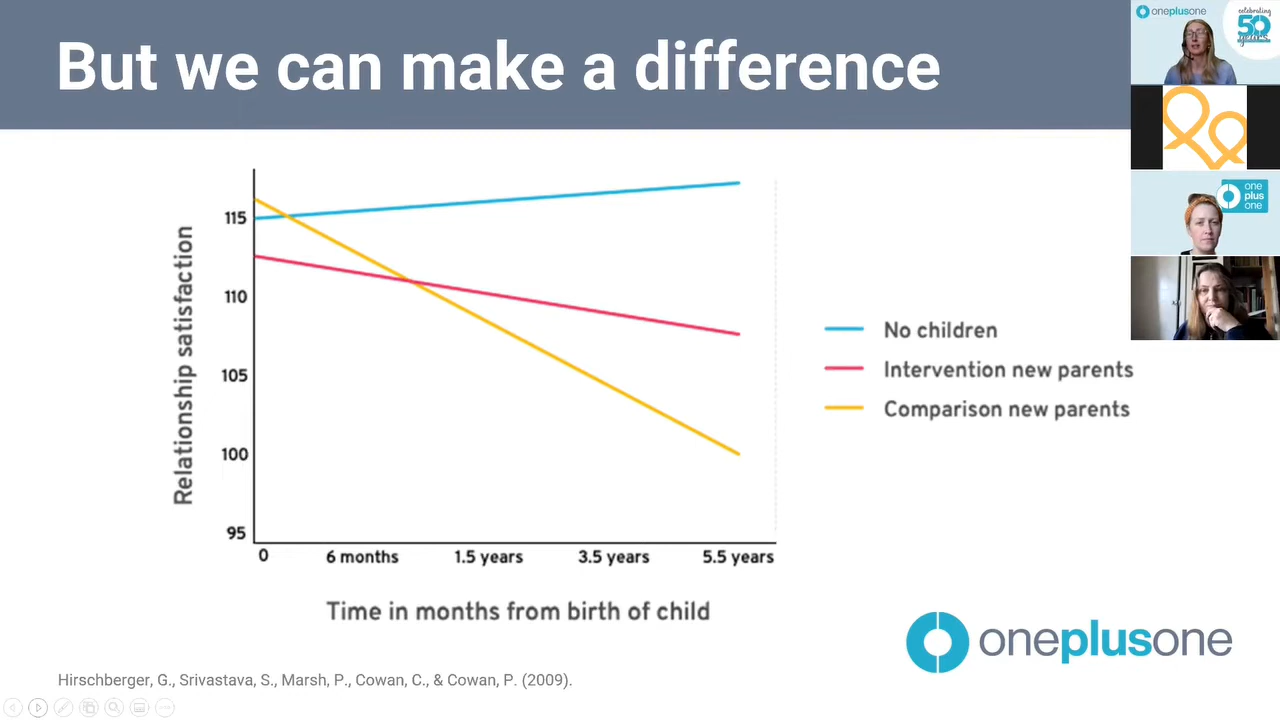 But we can make a difference
oneplusone
celebrating
50
years
one
plus
one
Relationship satisfaction
115
110
105
100
95
0
6 months
1.5 years
3.5 years
5.5 years
Time in months from birth of child
No children
Intervention new parents
Comparison new parents
oneplusone
Hirschberger, G., Srivastava, S., Marsh, P., Cowan, C., & Cowan, P. (2009).